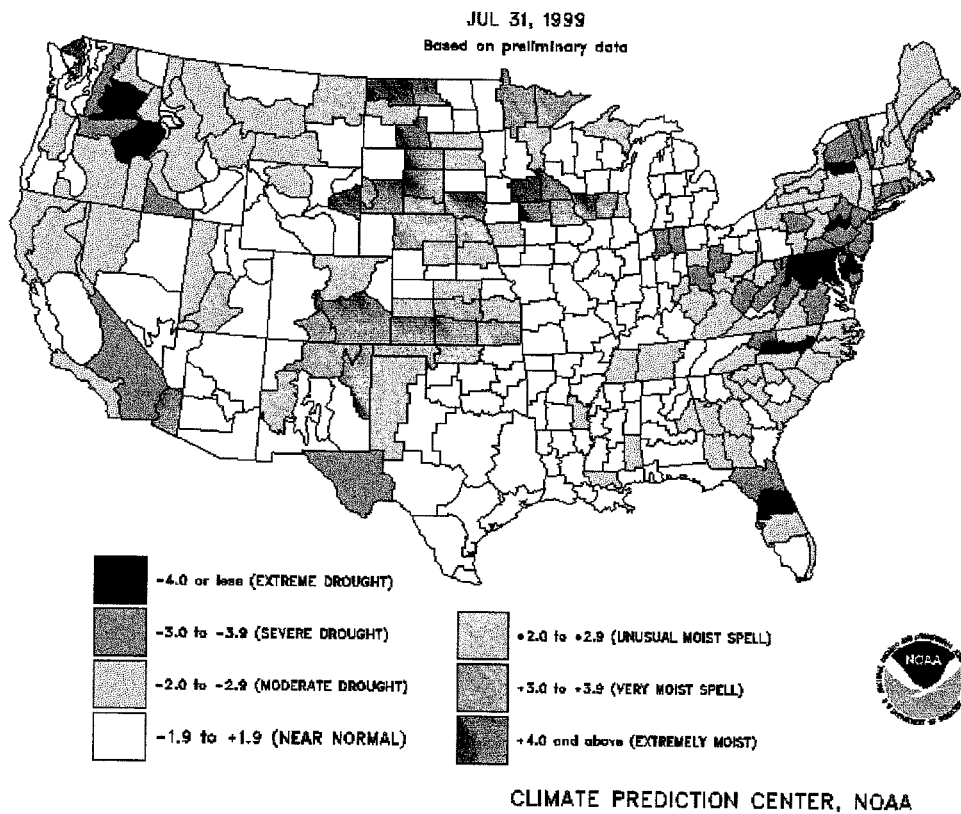 JUL 31, 1999
Based on preliminary data
-4.0 or less (EXTREME DROUGHT)
-3.0 to -3.9 (SEVERE DROUGHT)
-2.0 to -2.9 (MODERATE DROUGHT)
-1.9 to +1.9 (NEAR NORMAL)
+2.0 to +2.9 (UNUSUAL MOIST SPELL)
+3.0 to +3.9 (VERY MOIST SPELL)
+4.0 and above (EXTREMELY MOIST)
NOAA
CLIMATE PREDICTION CENTER, NOAA